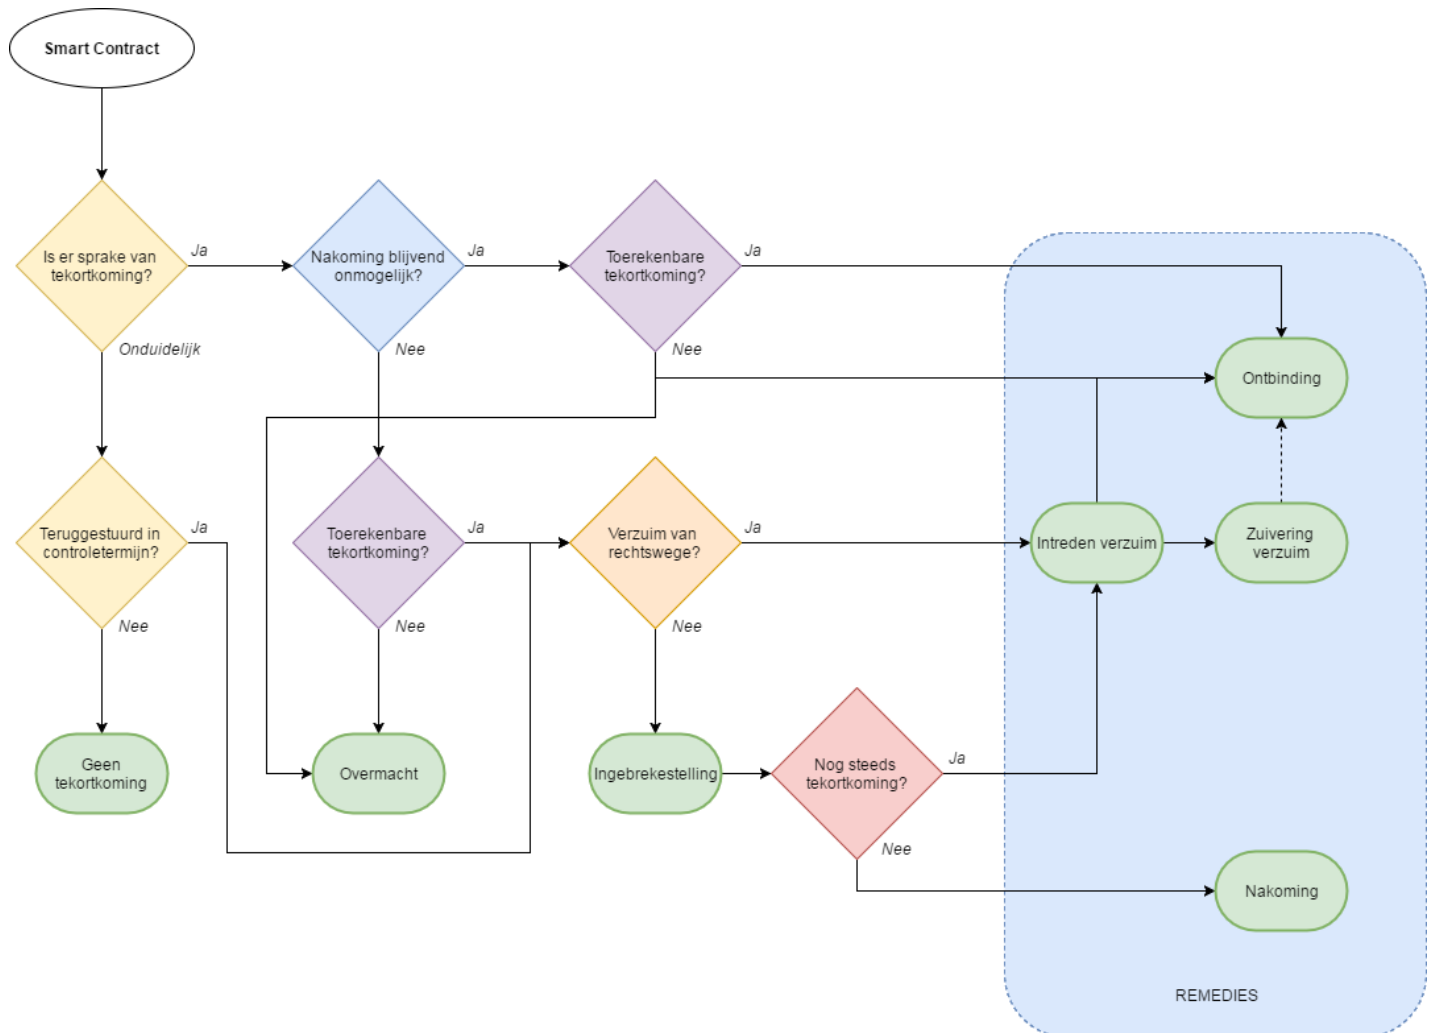 Smart Contract
Is er sprake van
tekortkoming?
Ja
Nakoming blijvend
onmogelijk?
Ja
Toerekenbare
tekortkoming?
Ja
Onduidelijk
Nee
Nee
Ontbinding
Teruggestuurd in
controletermijn?
Ja
Toerekenbare
tekortkoming?
Ja
Verzuim van
rechtswege?
Ja
Intreden verzuim
Zuivering
verzuim
Nee
Nee
Nee
Geen
tekortkoming
Overmacht
Ingebrekestelling
Nog steeds
tekortkoming?
Ja
Nee
Nakoming
REMEDIES